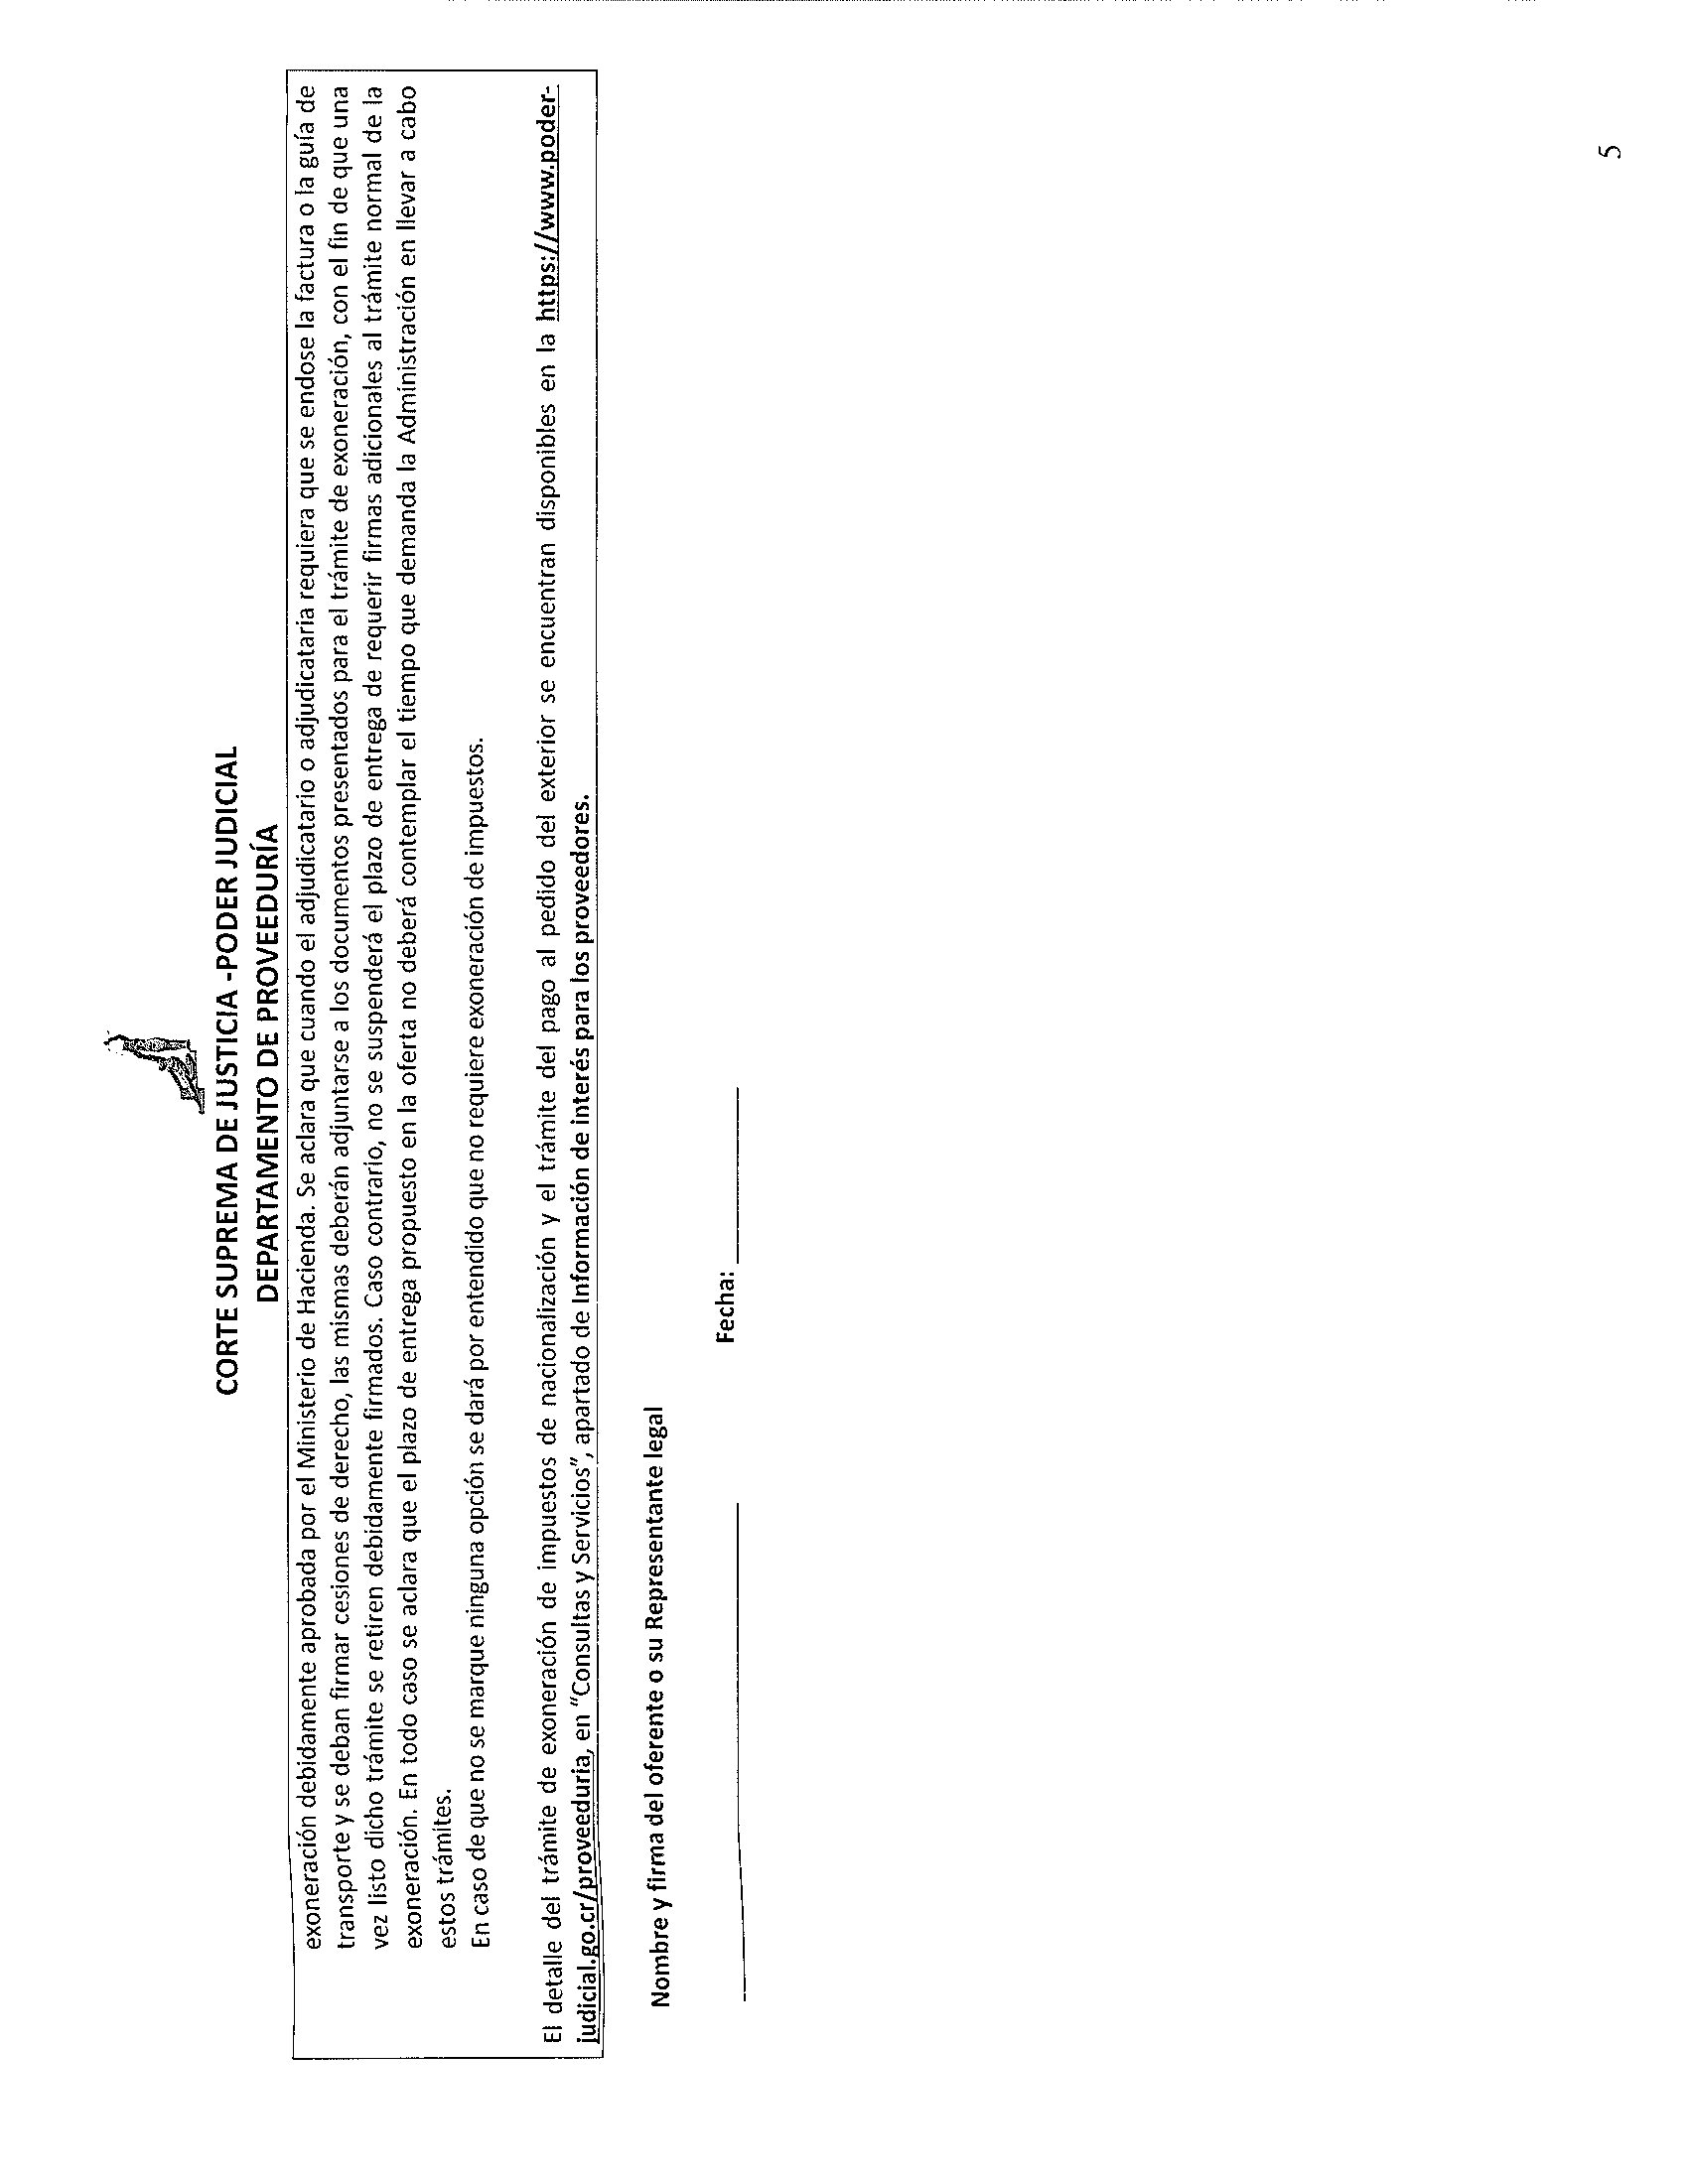 CORTE SUPREMA DE JUSTICIA -PODER JUDICIAL
DEPARTAMENTO DE PROVEEDURÍA
exoneración debidamente aprobada por el Ministerio de Hacienda. Se aclara que cuando el adjudicatario o adjudicataria requiera que se endose la factura o la guía de
transporte y se deban firmar cesiones de derecho, las mismas deberán adjuntarse a los documentos presentados para el trámite de exoneración, con el fin de que una
vez listo dicho trámite se retiren debidamente firmados. Caso contrario, no se suspenderá el plazo de entrega de requerir firmas adicionales al trámite normal de la
exoneración. En todo caso se aclara que el plazo de entrega propuesto en la oferta no deberá contemplar el tiempo que demanda la Administración en llevar a cabo
estos trámites.
En caso de que no se marque ninguna opción se dará por entendido que no requiere exoneración de impuestos.
El detalle del trámite de exoneración de impuestos de nacionalización y el trámite del pago al pedido del exterior se encuentran disponibles en la https://www.poder-
judicial.go.cr/proveeduria, en "Consultas y Servicios", apartado de Información de interés para los proveedores.
Nombre y firma del oferente o su Representante legal
Fecha:
5